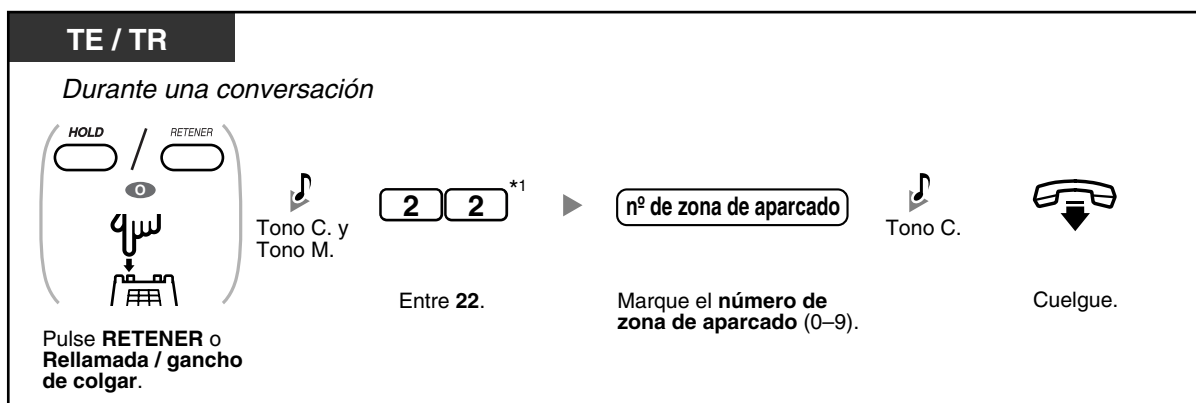 TE / TR
Durante una conversación
HOLD / RETENER
O
Tono C. y
Tono M.
2 2 *1
nº de zona de aparcado
Tono C.
Pulse RETENER o
Rellamada / gancho
de colgar.
Entre 22.
Marque el número de
zona de aparcado (0–9).
Cuelgue.